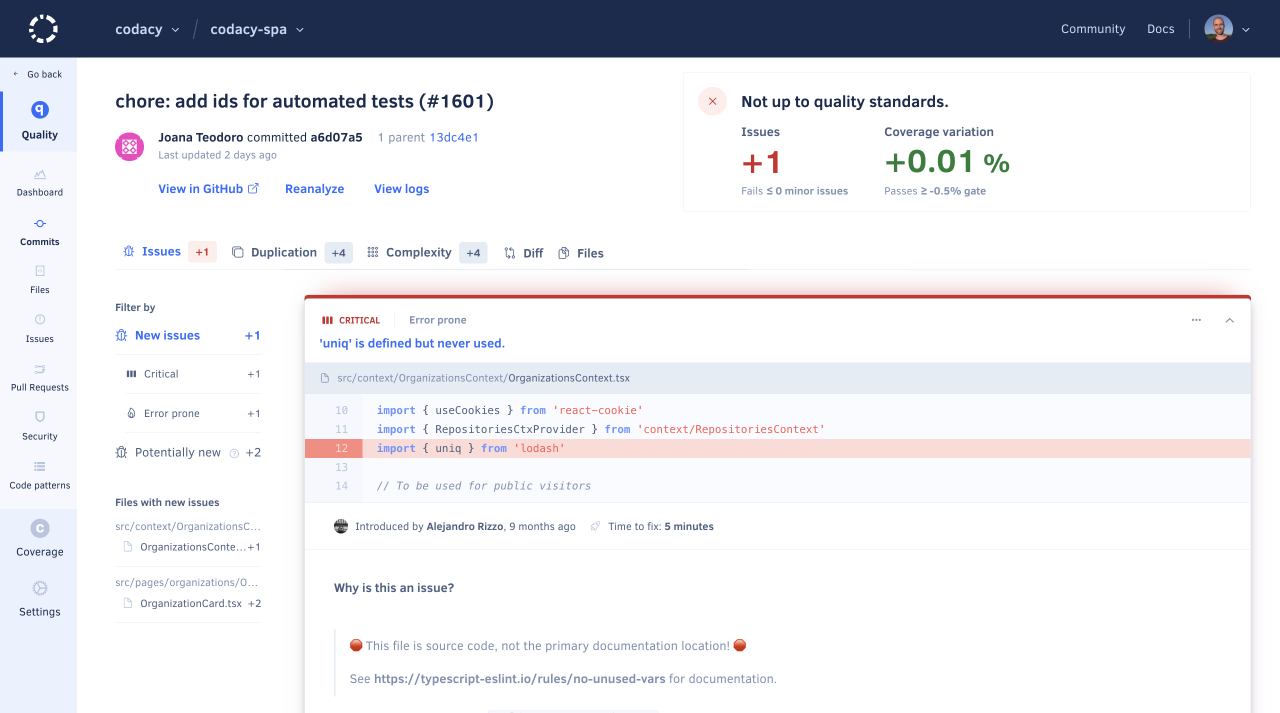 codacy / codacy-spa
Community Docs
← Go back
Quality
Dashboard
Commits
Files
Issues
Pull Requests
Security
Code patterns
Coverage
Settings
chore: add ids for automated tests (#1601)
Joana Teodoro committed a6d07a5 1 parent 13dc4e1
Last updated 2 days ago
View in GitHub Reanalyze View logs
Not up to quality standards.
Issues Coverage variation
+1 +0.01 %
Fails ≤ 0 minor issues Passes ≥ -0.5% gate
Issues +1 Duplication +4 Complexity +4 Diff Files
Filter by
New issues +1
Critical +1
Error prone +1
Potentially new +2
Files with new issues
src/context/OrganizationsC...
OrganizationsConte... +1
src/pages/organizations/O...
OrganizationCard.tsx +2
CRITICAL Error prone
'uniq' is defined but never used.
src/context/OrganizationsContext/OrganizationsContext.tsx
10 import { useCookies } from 'react-cookie'
11 import { RepositoriesCtxProvider } from 'context/RepositoriesContext'
12 import { uniq } from 'lodash'
13
14 // To be used for public visitors
Introduced by Alejandro Rizzo, 9 months ago Time to fix: 5 minutes
Why is this an issue?
🛑 This file is source code, not the primary documentation location! 🛑
See https://typescript-eslint.io/rules/no-unused-vars for documentation.